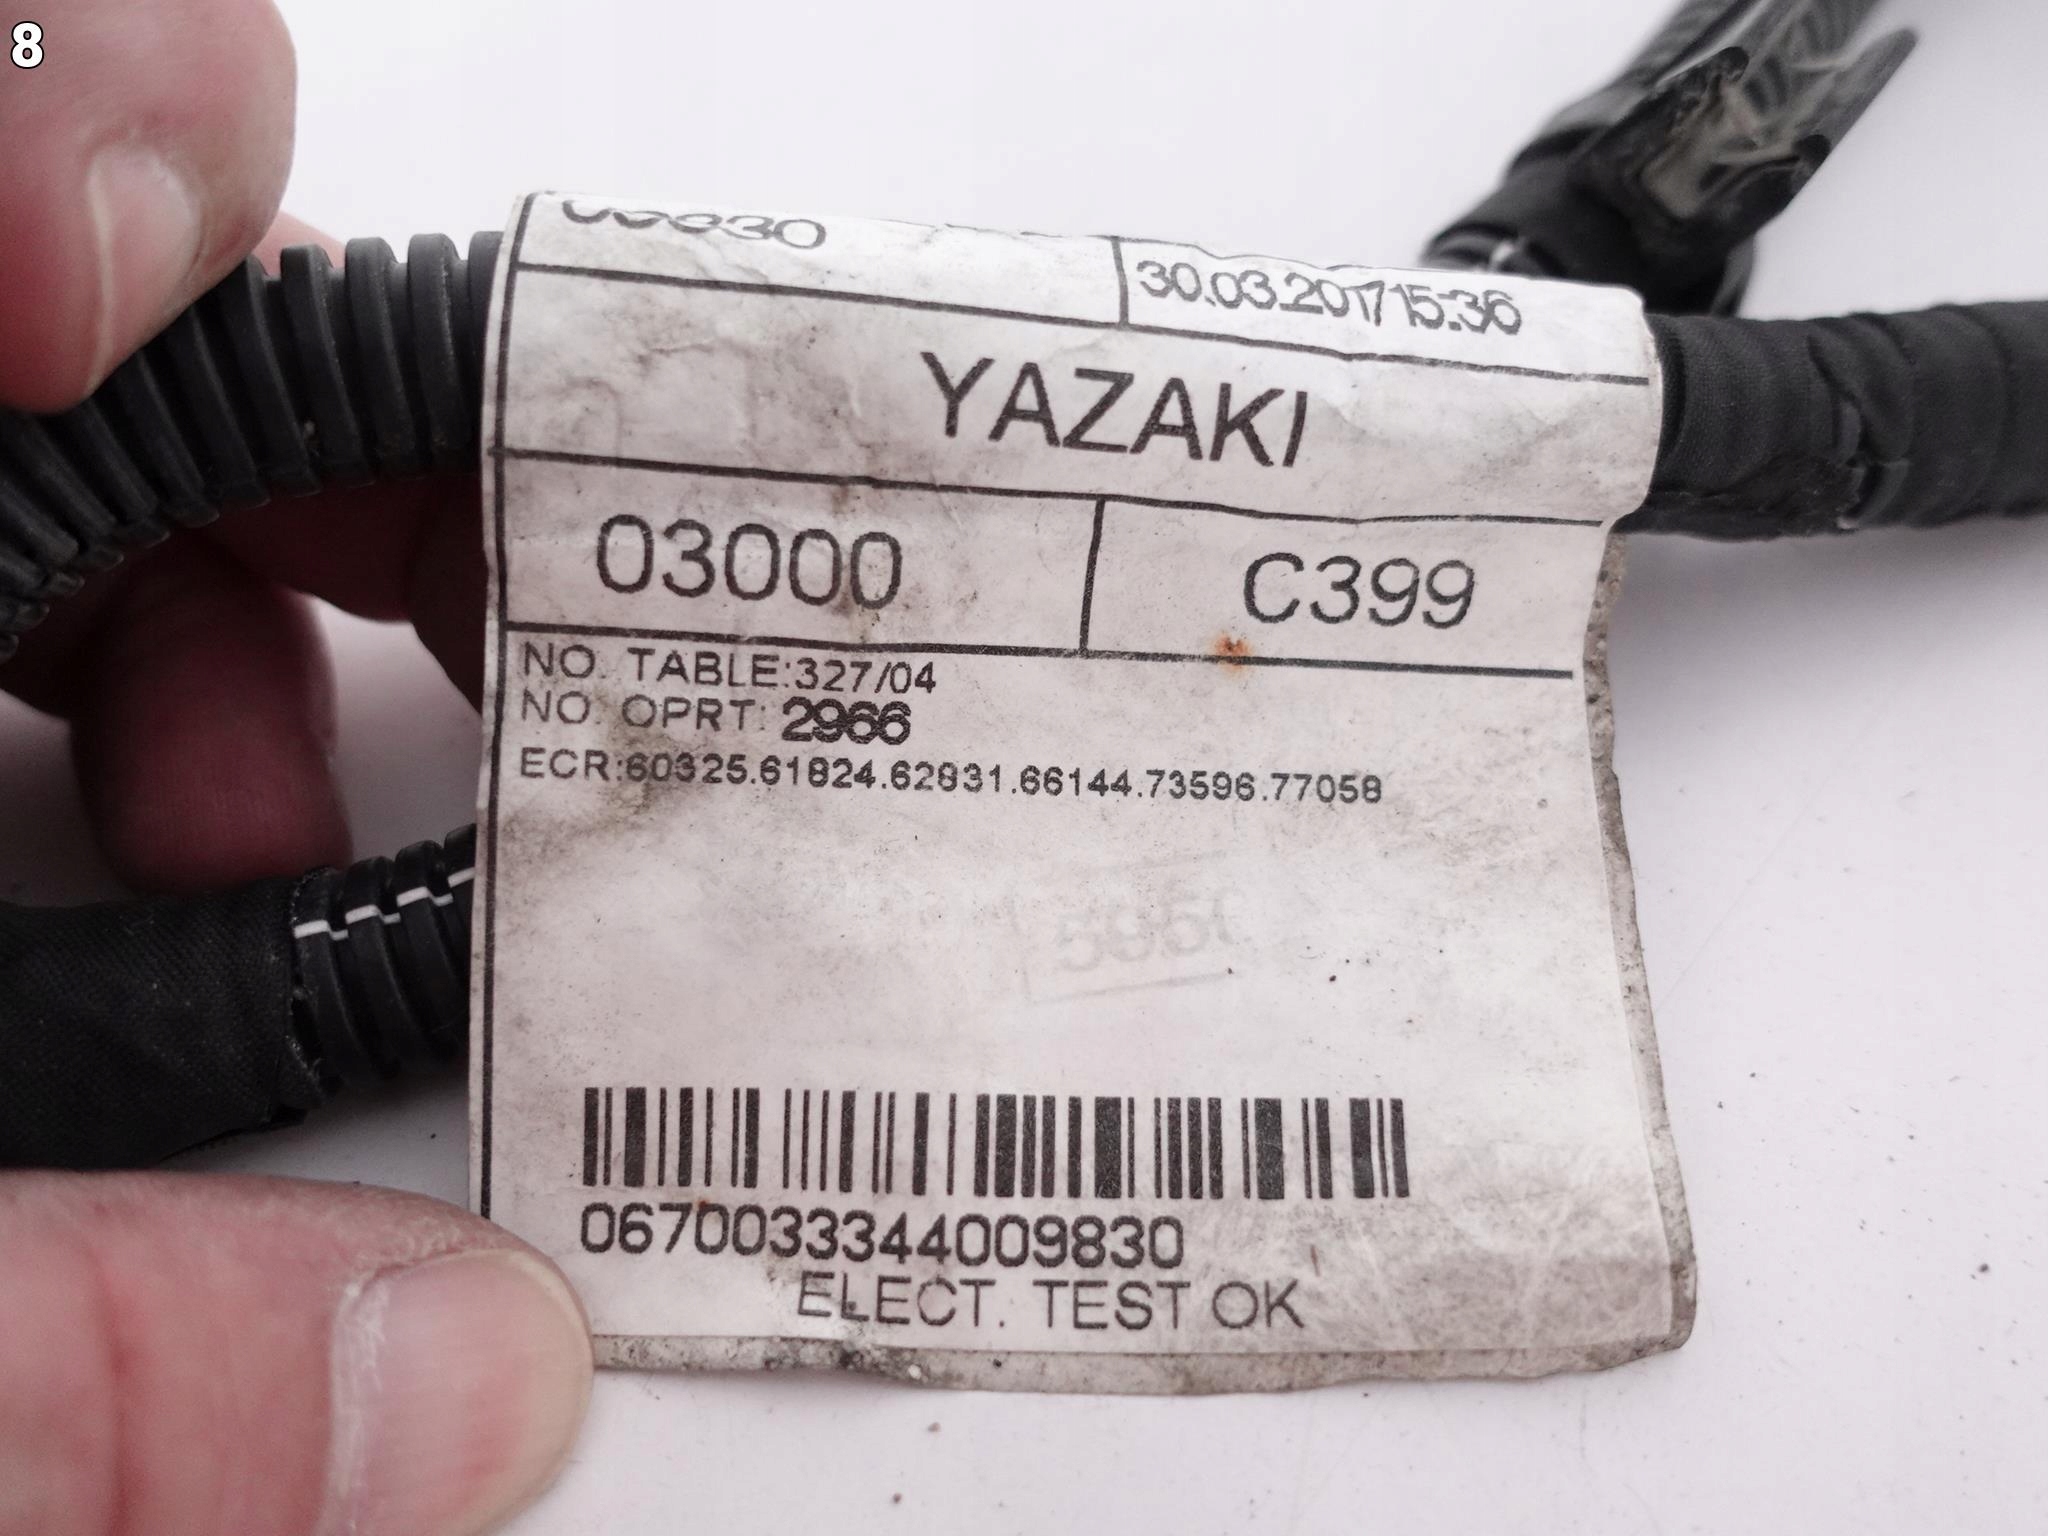 8
30.03.2017 15:36
YAZAKI
03000 C399
NO. TABLE:327/04
NO. OPRT: 2966
ECR:60325.61824.62831.66144.73596.77058
0670033344009830
ELECT. TEST OK